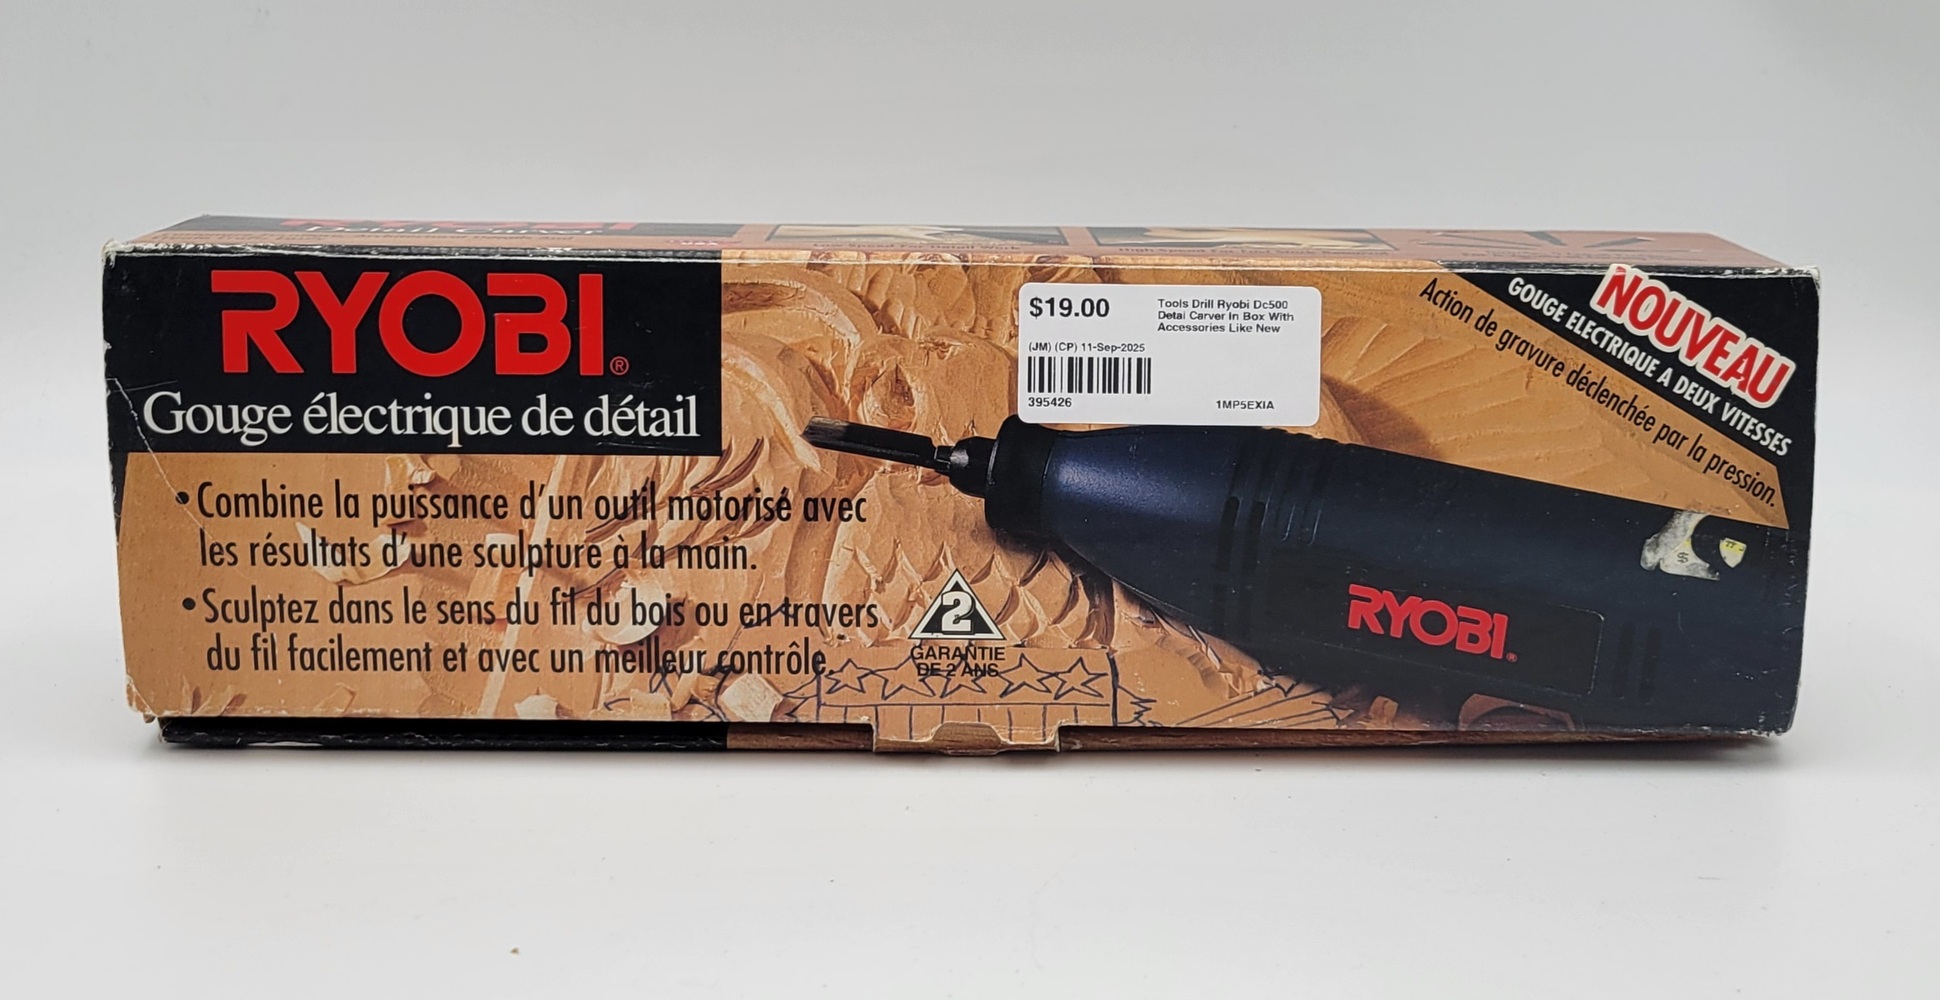 Detail Carver
RYOBI®
Gouge électrique de détail
• Combine la puissance d'un outil motorisé avec
les résultats d'une sculpture à la main.
• Sculptez dans le sens du fil du bois ou en travers
du fil facilement et avec un meilleur contrôle.
2
GARANTIE
DE 2 ANS
$19.00
Tools Drill Ryobi Dc500
Detai Carver In Box With
Accessories Like New
(JM) (CP) 11-Sep-2025
395426
1MP5EXIA
NOUVEAU
GOUGE ELECTRIQUE A DEUX VITESSES
Action de gravure déclenchée par la pression.
RYOBI®